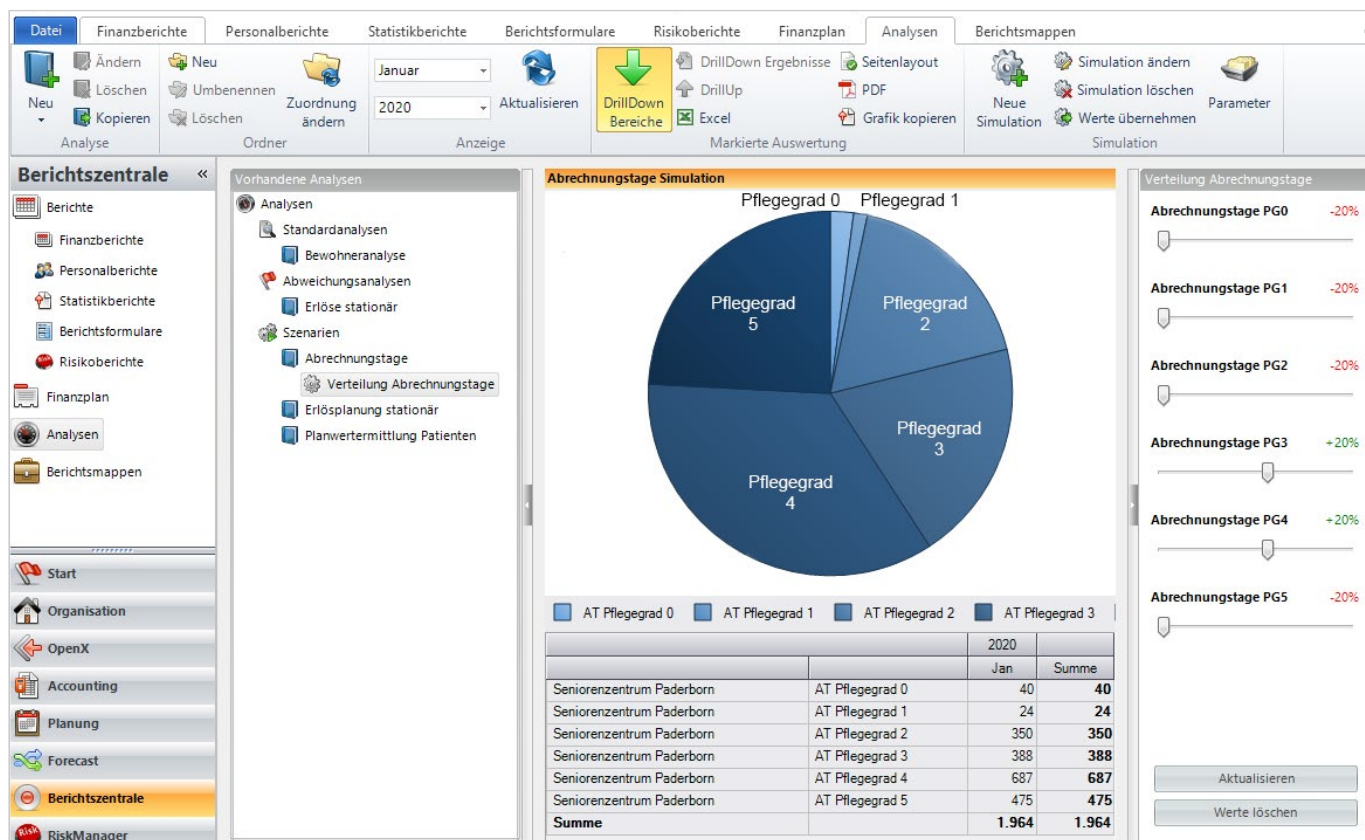 Datei Finanzberichte Personalberichte Statistikberichte Berichtsformulare Risikoberichte Finanzplan Analysen Berichtsmappen
Neu
Ändern
Löschen
Kopieren
Analyse
Neu
Umbenennen
Löschen
Zuordnung
ändern
Ordner
Januar
2020
Aktualisieren
Anzeige
DrillDown
Bereiche
DrillDown Ergebnisse
DrillUp
Excel
Seitenlayout
PDF
Grafik kopieren
Markierte Auswertung
Neue
Simulation
Simulation ändern
Simulation löschen
Werte übernehmen
Parameter
Simulation
Berichtszentrale «
Berichte
Finanzberichte
Personalberichte
Statistikberichte
Berichtsformulare
Risikoberichte
Finanzplan
Analysen
Berichtsmappen
Start
Organisation
OpenX
Accounting
Planung
Forecast
Berichtszentrale
Risk RiskManager
Vorhandene Analysen
Analysen
Standardanalysen
Bewohneranalyse
Abweichungsanalysen
Erlöse stationär
Szenarien
Abrechnungstage
Verteilung Abrechnungstage
Erlösplanung stationär
Planwertermittlung Patienten
Abrechnungstage Simulation
Pflegegrad 0 Pflegegrad 1
Pflegegrad
5
Pflegegrad
2
Pflegegrad
3
Pflegegrad
4
AT Pflegegrad 0 AT Pflegegrad 1 AT Pflegegrad 2 AT Pflegegrad 3
2020
Jan Summe
Seniorenzentrum Paderborn AT Pflegegrad 0 40 40
Seniorenzentrum Paderborn AT Pflegegrad 1 24 24
Seniorenzentrum Paderborn AT Pflegegrad 2 350 350
Seniorenzentrum Paderborn AT Pflegegrad 3 388 388
Seniorenzentrum Paderborn AT Pflegegrad 4 687 687
Seniorenzentrum Paderborn AT Pflegegrad 5 475 475
Summe 1.964 1.964
Verteilung Abrechnungstage
Abrechnungstage PG0 -20%
Abrechnungstage PG1 -20%
Abrechnungstage PG2 -20%
Abrechnungstage PG3 +20%
Abrechnungstage PG4 +20%
Abrechnungstage PG5 -20%
Aktualisieren
Werte löschen